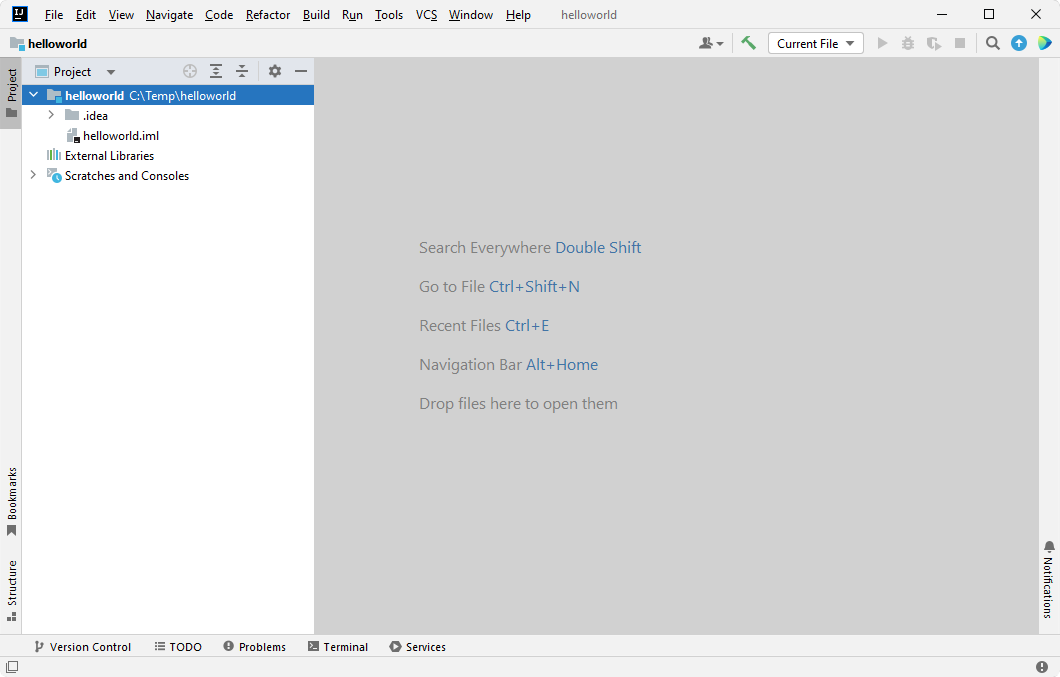 IJ File Edit View Navigate Code Refactor Build Run Tools VCS Window Help helloworld
helloworld Current File
Project
Project
helloworld C:\Temp\helloworld
.idea
helloworld.iml
External Libraries
Scratches and Consoles
Search Everywhere Double Shift
Go to File Ctrl+Shift+N
Recent Files Ctrl+E
Navigation Bar Alt+Home
Drop files here to open them
Bookmarks
Structure
Notifications
Version Control TODO Problems Terminal Services